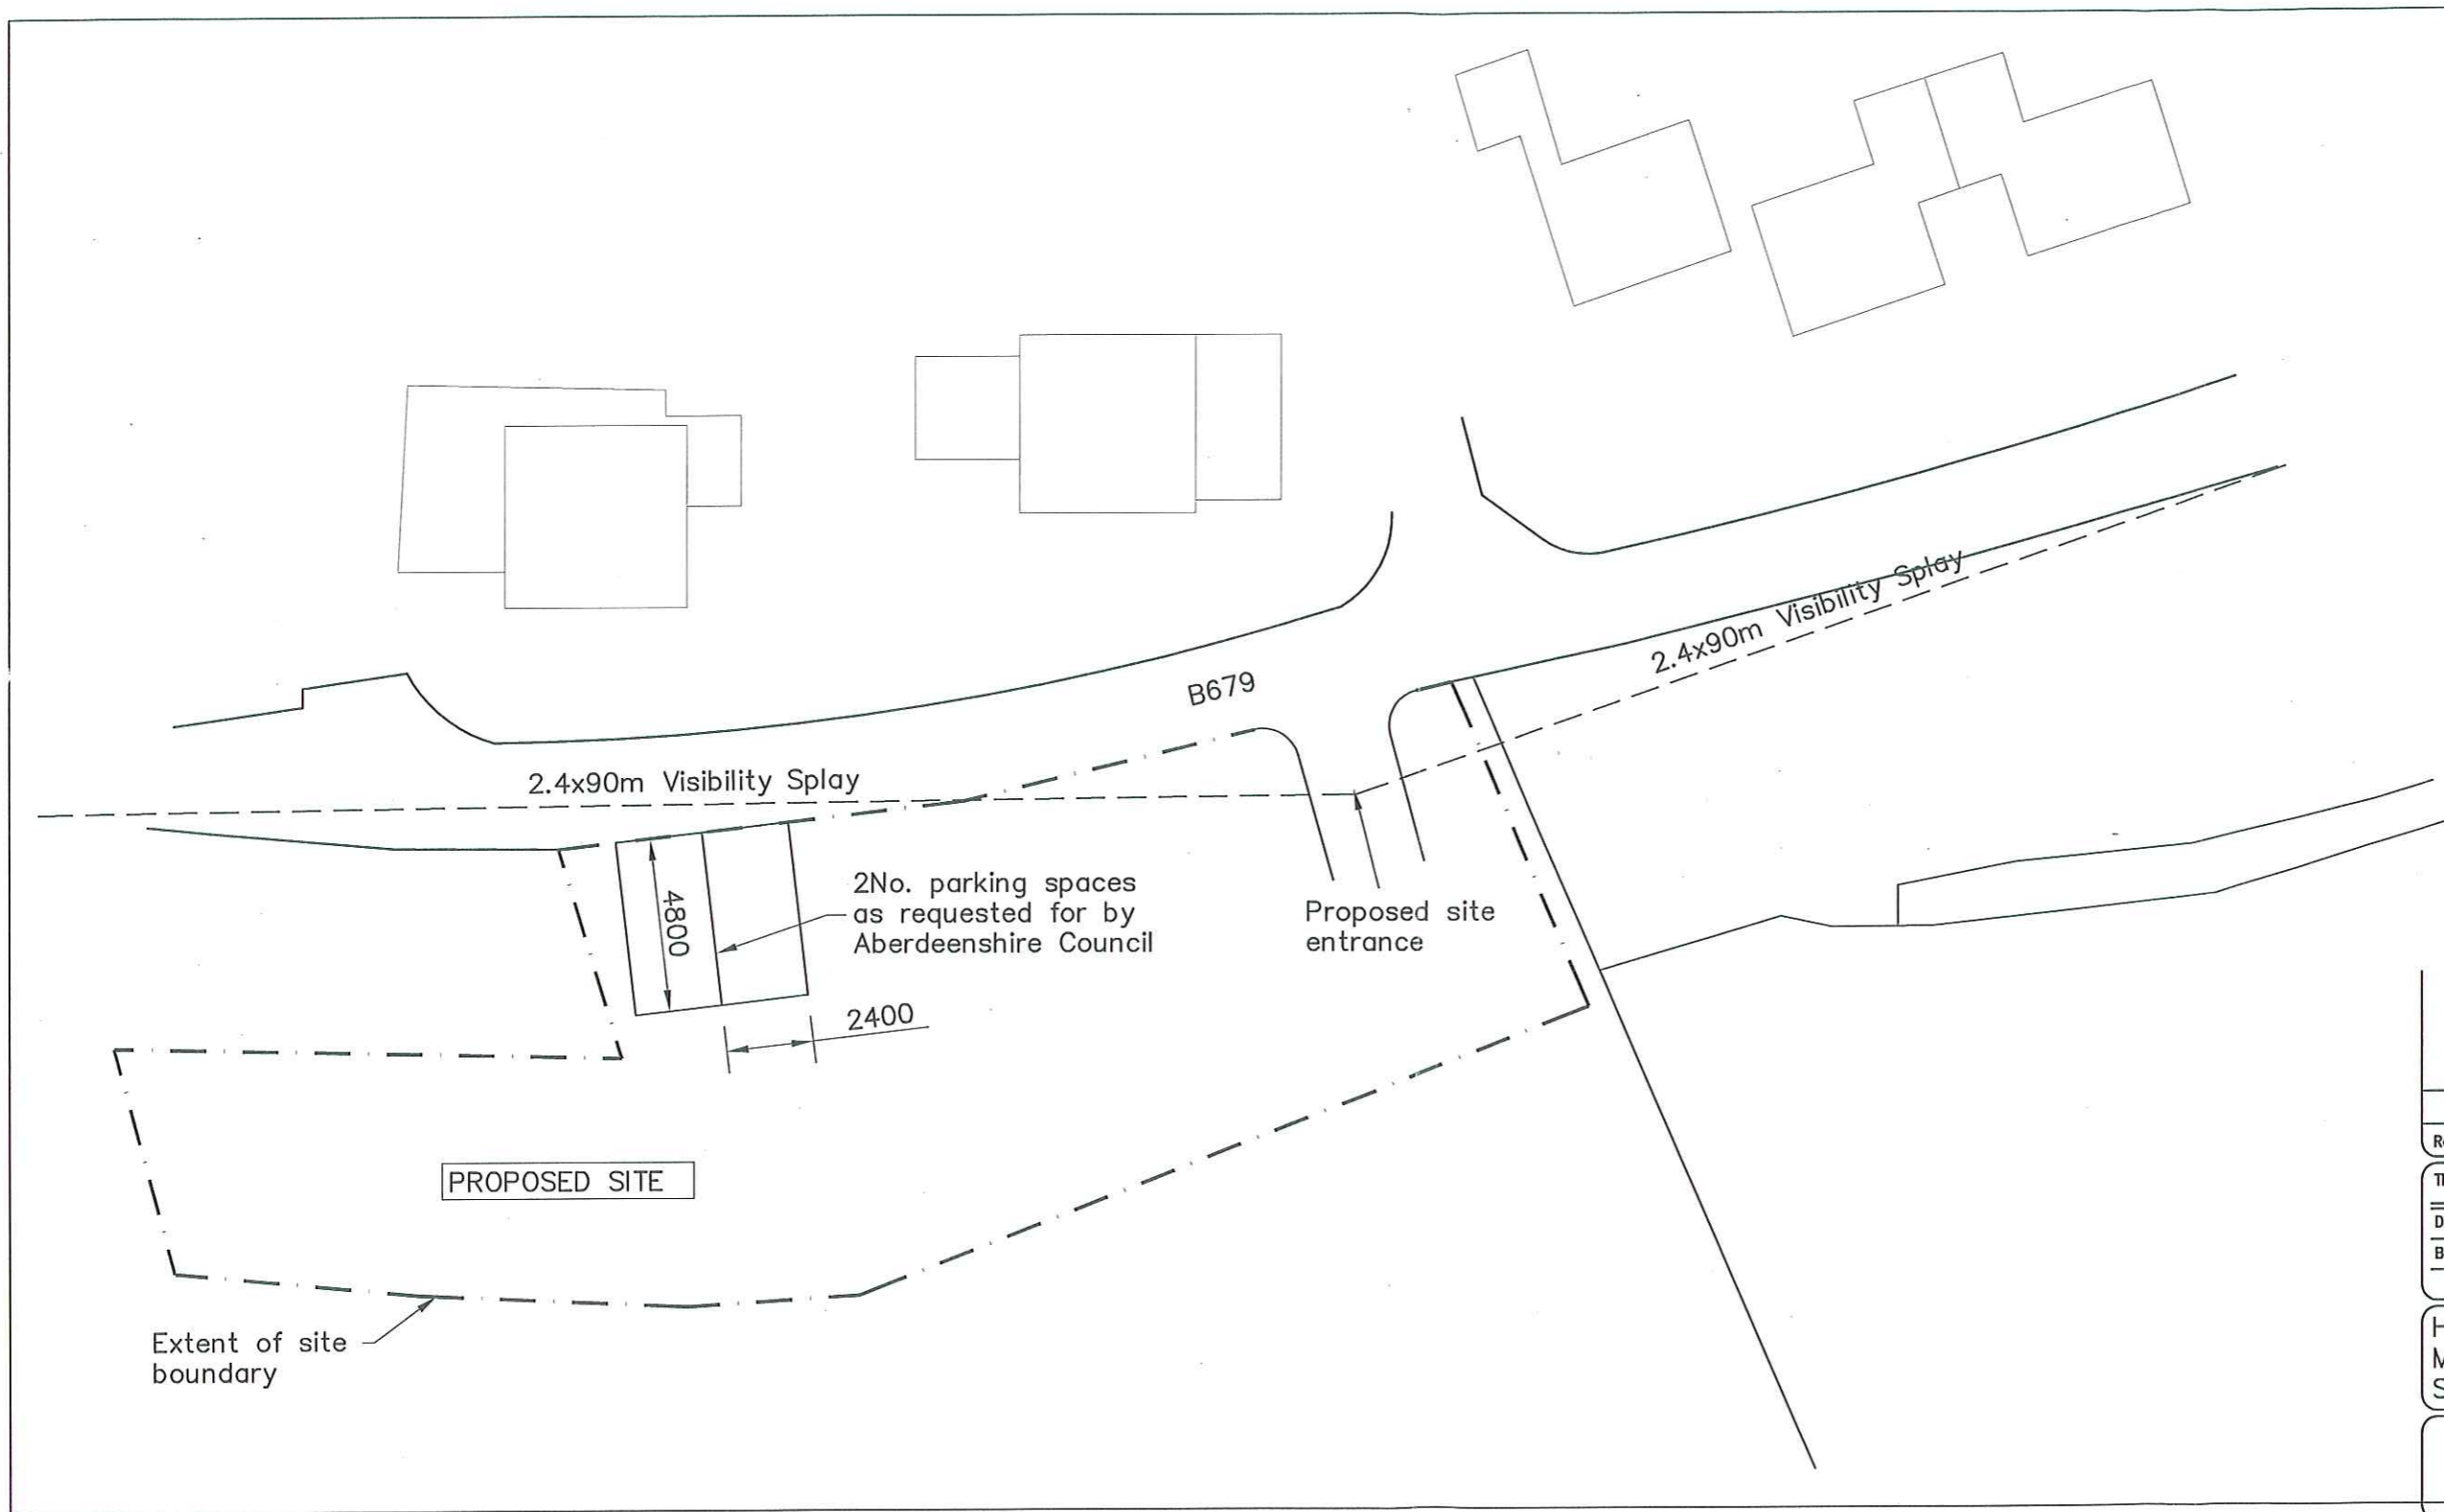 B679
2.4x90m Visibility Splay
2.4x90m Visibility Splay
4800
2No. parking spaces
as requested for by
Aberdeenshire Council
Proposed site
entrance
2400
PROPOSED SITE
Extent of site
boundary